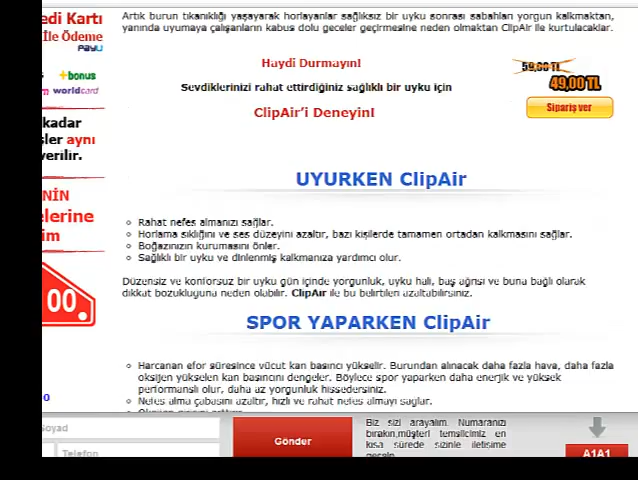 edi Kartı
ile Ödeme
PayU
+bonus
m worldcard
kadar
şler aynı
verilir.
NİN
elerine
im
00.
0
Artık burun tıkanıklığı yaşayarak horlayanlar sağlıksız bir uyku sonrası sabahları yorgun kalkmaktan,
yanında uyumaya çalışanların kabus dolu geceler geçirmesine neden olmaktan ClipAir ile kurtulacaklar.
Haydi Durmayın!
Sevdiklerinizi rahat ettirdiğiniz sağlıklı bir uyku için
ClipAir'i Deneyin!
59,00 TL
49,00 TL
Sipariş ver
UYURKEN ClipAir
Rahat nefes almanızı sağlar.
Horlama sıklığını ve ses düzeyini azaltır, bazı kişilerde tamamen ortadan kalkmasını sağlar.
Boğazınızın kurumasını önler.
Sağlıklı bir uyku ve dinlenmiş kalkmanıza yardımcı olur.
Düzensiz ve konforsuz bir uyku gün içinde yorgunluk, uyku hali, baş ağrısı ve buna bağlı olarak
dikkat bozukluğuna neden olabilir. ClipAir ile bu belirtilen azaltabilirsiniz.
SPOR YAPARKEN ClipAir
Harcanan efor süresince vücut kan basıncı yükselir. Burundan alınacak daha fazla hava, daha fazla
oksijen yükselen kan basıncını dengeler. Böylece spor yaparken daha enerjik ve yüksek
performanslı olur, daha az yorgunluk hissedersiniz.
Nefes alma çabasını azaltır, hızlı ve rahat nefes almayı sağlar.
Soyad
Telefon
Gönder
Biz sizi arayalım. Numaranızı
bırakın,müşteri temsilcimiz en
kısa sürede sizinle iletişime
A1A1